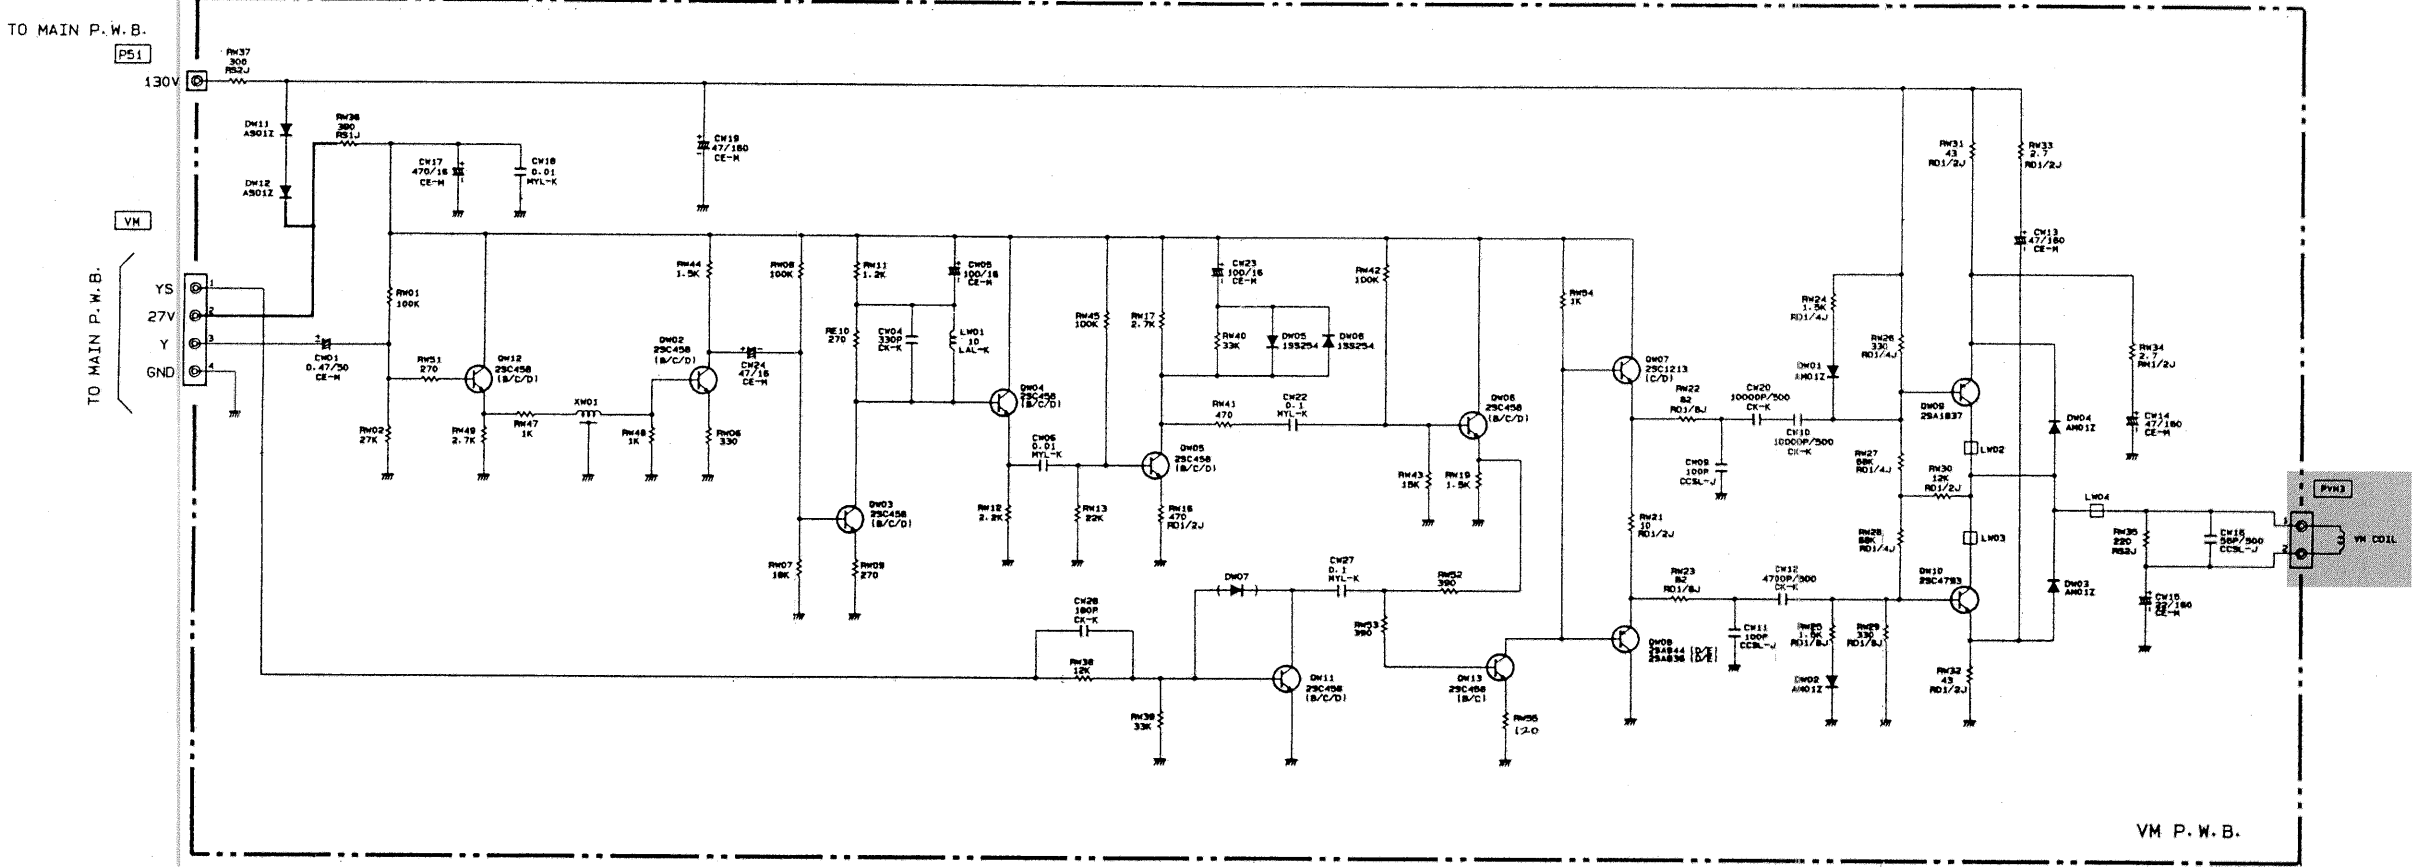 TO MAIN P.W.B.
P51
130V
RW37
300
RS2J
DW11
AS01Z
DW12
AS01Z
RW36
390
RS1J
CW17
470/16
CE-M
CW18
0.01
MYL-K
CW19
47/160
CE-M
VM
TO MAIN P.W.B.
YS
1
27V
2
Y
3
GND
4
CW01
0.47/50
CE-M
RW01
100K
RW02
27K
RW51
270
QW12
2SC458
(B/C/D)
RW49
2.7K
RW47
1K
XW01
RW48
1K
QW02
2SC458
(B/C/D)
RW44
1.5K
RW06
330
CW24
47/16
CE-M
RW08
100K
RW07
18K
RW11
1.2K
RE10
270
CW04
330P
CK-K
CW05
100/16
CE-M
LW01
10
LAL-K
QW03
2SC458
(B/C/D)
RW09
270
QW04
2SC458
(B/C/D)
CW06
0.01
MYL-K
RW12
2.2K
RW13
22K
RW45
100K
RW17
2.7K
QW05
2SC458
(B/C/D)
RW16
470
RD1/2J
CW23
100/16
CE-M
RW40
33K
DW05
1SS254
DW06
1SS254
RW41
470
CW22
0.1
MYL-K
RW42
100K
RW43
18K
QW06
2SC458
(B/C/D)
RW19
1.5K
CW28
180P
CK-K
RW38
12K
RW39
33K
DW07
QW11
2SC458
(B/C/D)
CW27
0.1
MYL-K
RW52
390
RW53
390
QW13
2SC458
(B/C)
RW56
120
RW54
1K
QW07
2SC1213
(C/D)
RW22
82
RD1/8J
CW20
10000P/500
CK-K
CW10
10000P/500
CK-K
CW09
100P
CCSL-J
RW21
10
RD1/2J
RW23
82
RD1/8J
CW12
4700P/500
CK-K
CW11
100P
CCSL-J
QW08
2SA844 (D/E)
2SA836 (D/E)
RW24
1.5K
RD1/4J
DW01
AM01Z
RW26
330
RD1/4J
RW27
68K
RD1/4J
RW28
68K
RD1/4J
RW30
12K
RD1/2J
RW25
1.5K
RD1/8J
DW02
AM01Z
RW29
330
RD1/8J
RW31
43
RD1/2J
RW33
2.7
RD1/2J
CW13
47/160
CE-M
QW09
2SA1837
LW02
LW03
QW10
2SC4793
RW32
43
RD1/2J
DW04
AM01Z
DW03
AM01Z
RW34
2.7
RM1/2J
CW14
47/160
CE-M
LW04
RW35
220
RS2J
CW16
56P/500
CCSL-J
CW15
22/160
CE-M
PVM3
1
2
VM COIL
VM P.W.B.